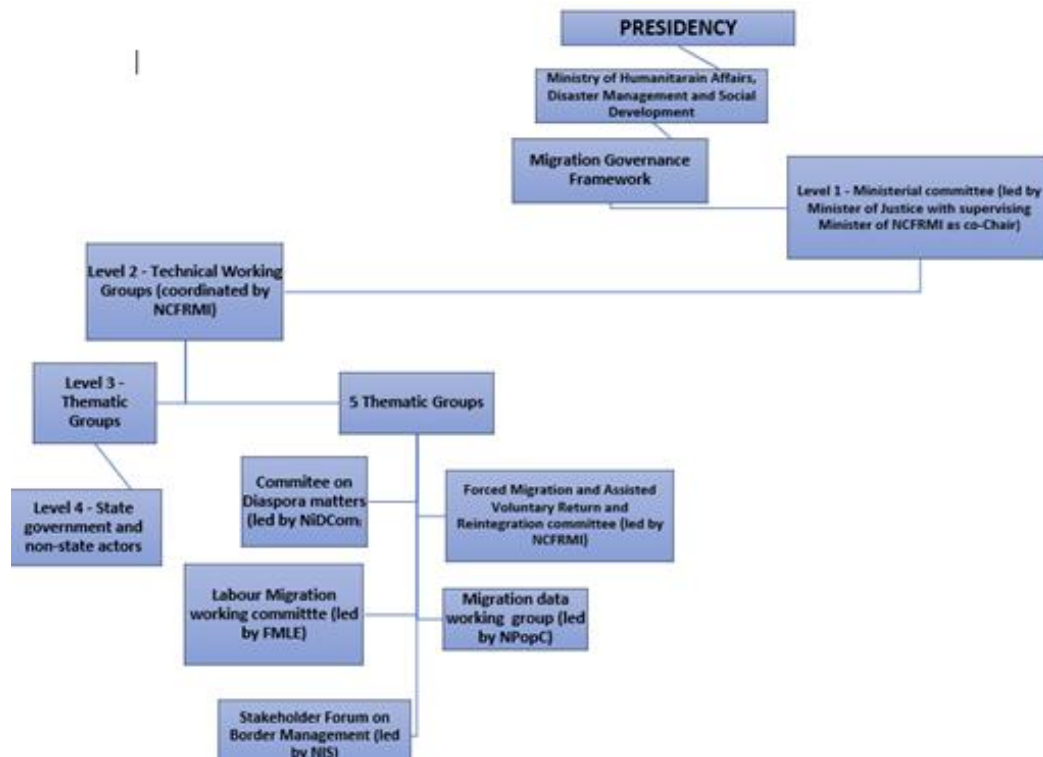 PRESIDENCY
Ministry of Humanitarain Affairs,
Disaster Management and Social
Development
Migration Governance
Framework
Level 1 - Ministerial committee (led by
Minister of Justice with supervising
Minister of NCFRMI as co-Chair)
Level 2 - Technical Working
Groups (coordinated by
NCFRMI)
Level 3 -
Thematic
Groups
5 Thematic Groups
Level 4 - State
government and
non-state actors
Commitee on
Diaspora matters
(led by NiDCom)
Forced Migration and Assisted
Voluntary Return and
Reintegration committee (led by
NCFRMI)
Labour Migration
working committte (led
by FMLE)
Migration data
working group (led
by NPopC)
Stakeholder Forum on
Border Management (led
by NIS)